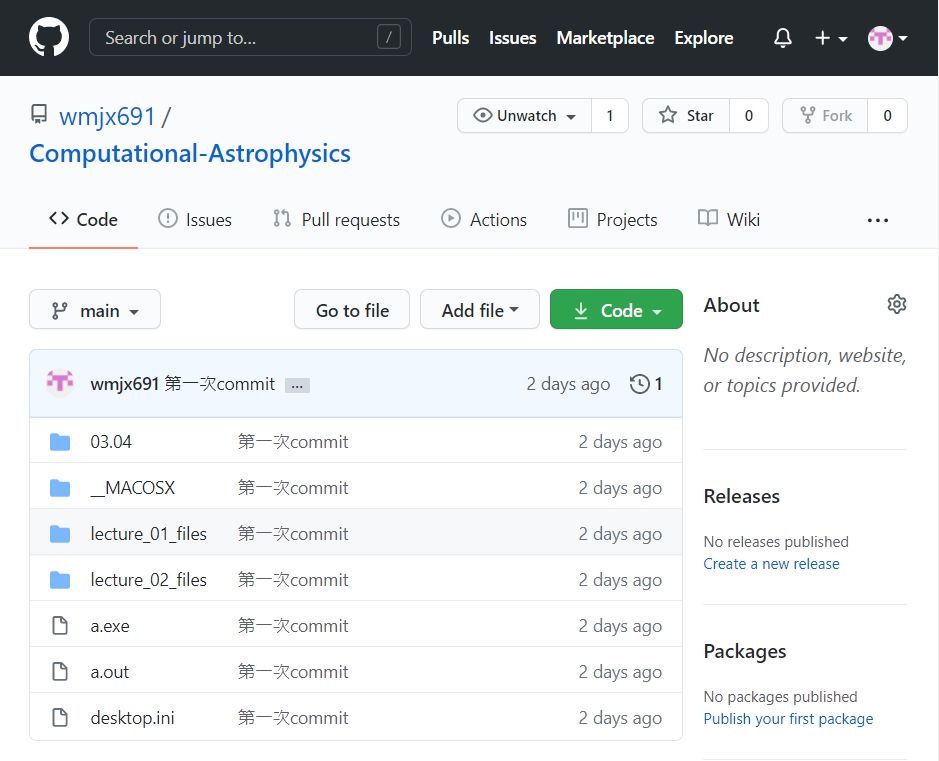 Search or jump to... / Pulls Issues Marketplace Explore
wmjx691 /
Computational-Astrophysics
Unwatch 1 Star 0 Fork 0
Code Issues Pull requests Actions Projects Wiki ...
main Go to file Add file Code
wmjx691 第一次commit ... 2 days ago 1
03.04 第一次commit 2 days ago
__MACOSX 第一次commit 2 days ago
lecture_01_files 第一次commit 2 days ago
lecture_02_files 第一次commit 2 days ago
a.exe 第一次commit 2 days ago
a.out 第一次commit 2 days ago
desktop.ini 第一次commit 2 days ago
About
No description, website,
or topics provided.
Releases
No releases published
Create a new release
Packages
No packages published
Publish your first package